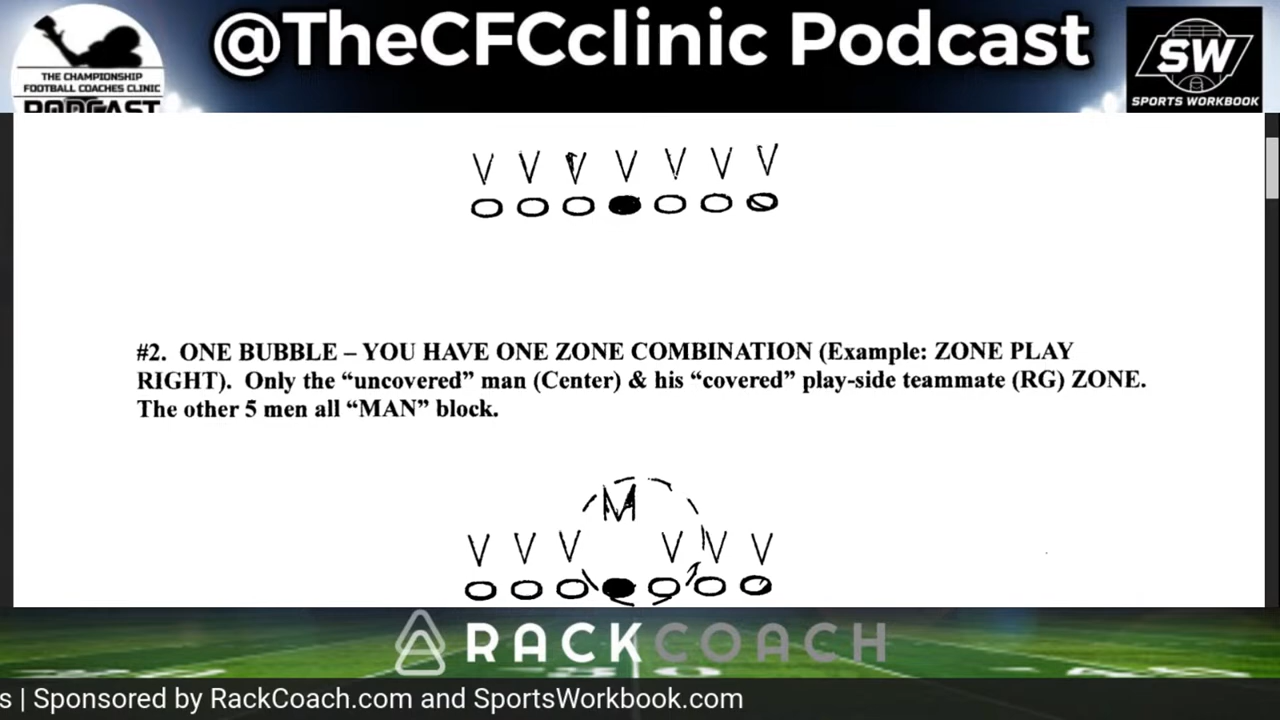 @TheCFCclinic Podcast
THE CHAMPIONSHIP
FOOTBALL COACHES CLINIC
PODCAST
SW
SPORTS WORKBOOK
V V V V V V V
#2. ONE BUBBLE – YOU HAVE ONE ZONE COMBINATION (Example: ZONE PLAY
RIGHT). Only the “uncovered” man (Center) & his “covered” play-side teammate (RG) ZONE.
The other 5 men all “MAN” block.
M
V V V V V V
RACKCOACH
s | Sponsored by RackCoach.com and SportsWorkbook.com